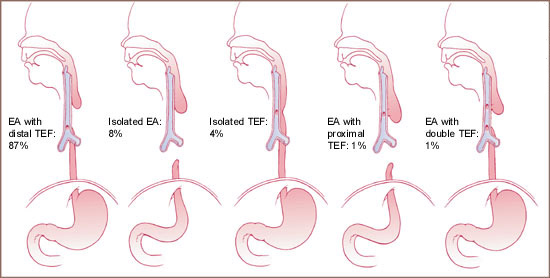 EA with
distal TEF:
87%
Isolated EA:
8%
Isolated TEF:
4%
EA with
proximal
TEF: 1%
EA with
double TEF:
1%